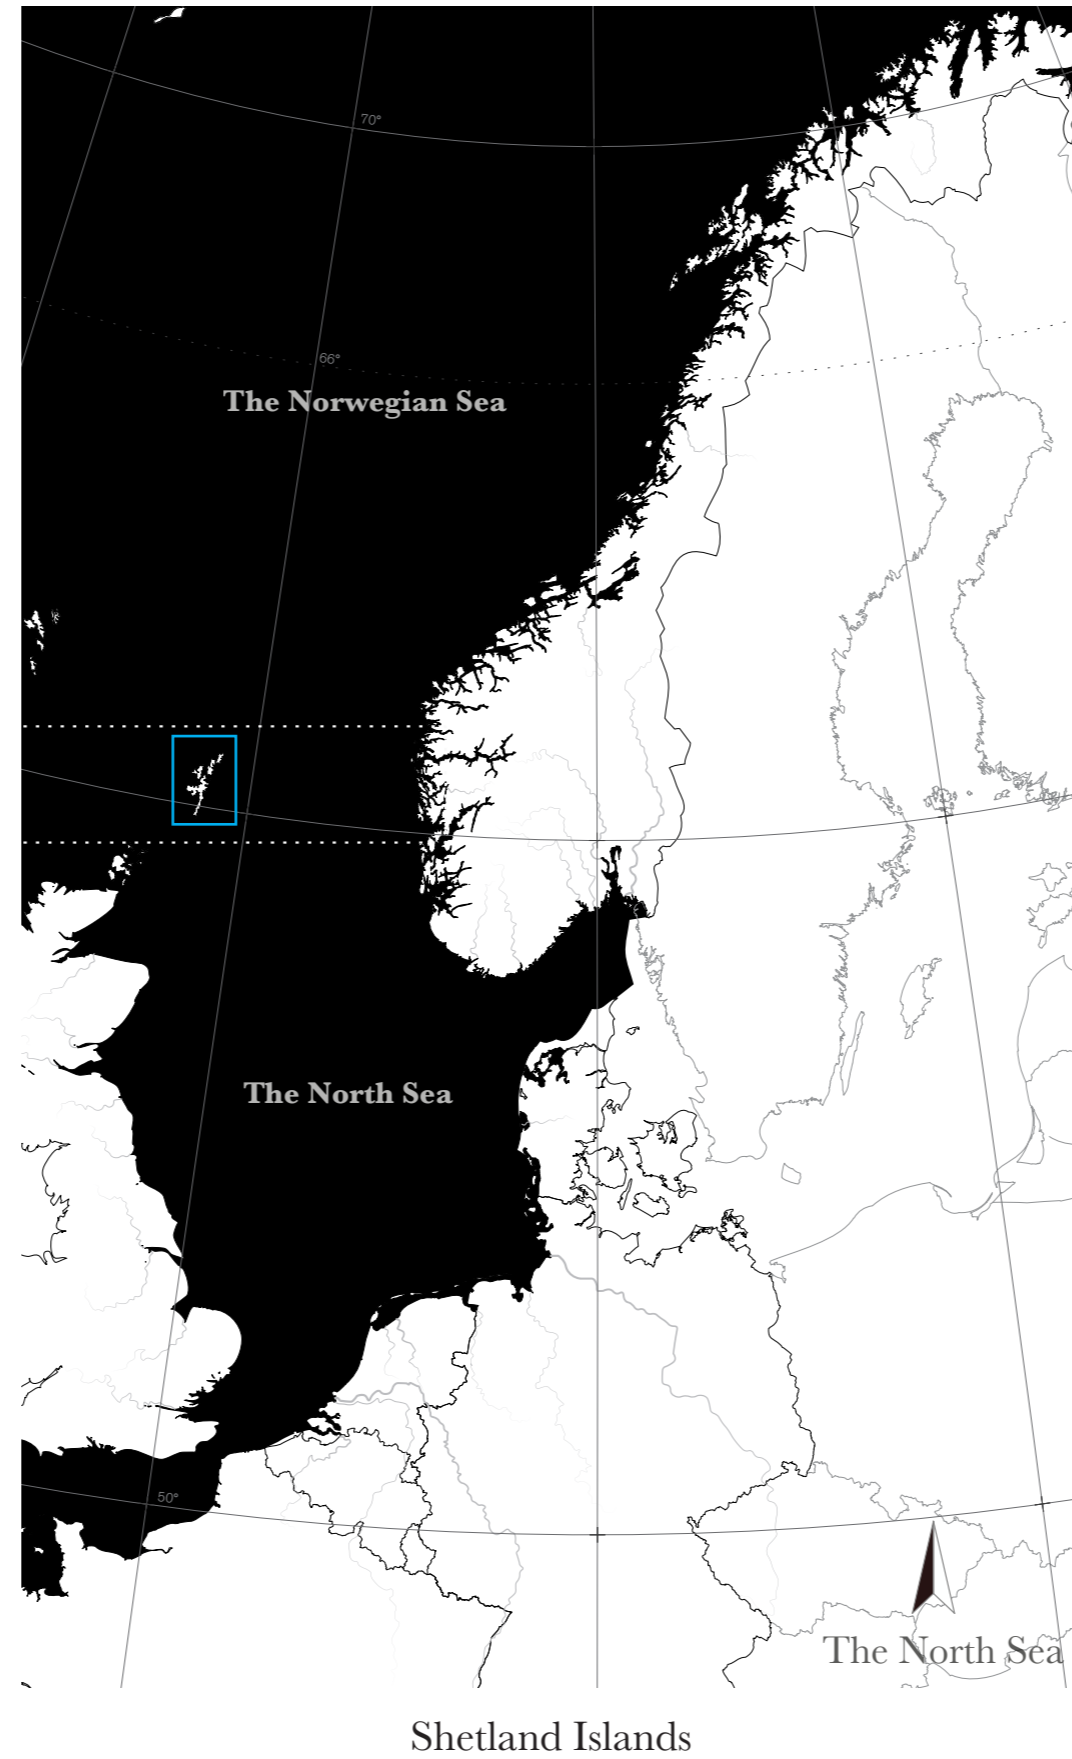 70°
66°
The Norwegian Sea
The North Sea
50°
The North Sea
Shetland Islands